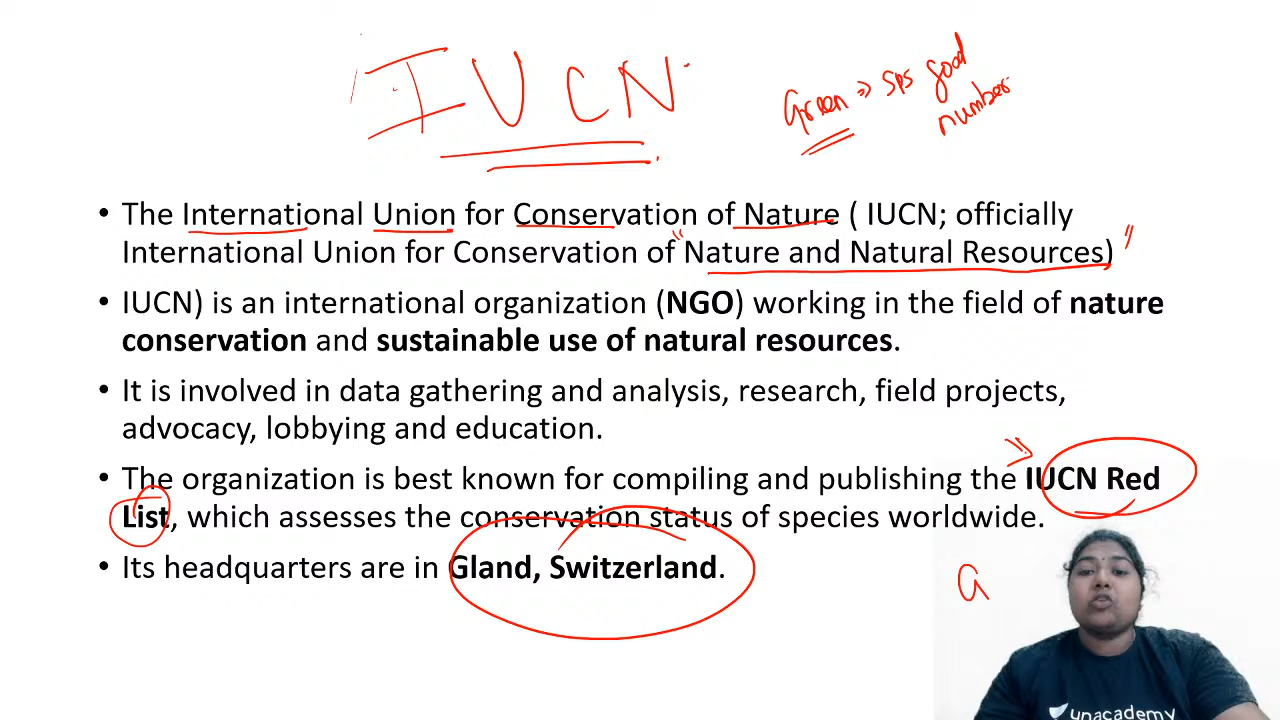 IUCN
Green => sps good
number
• The International Union for Conservation of Nature ( IUCN; officially
International Union for Conservation of "Nature and Natural Resources)"
• IUCN) is an international organization (NGO) working in the field of nature
conservation and sustainable use of natural resources.
• It is involved in data gathering and analysis, research, field projects,
advocacy, lobbying and education.
• The organization is best known for compiling and publishing the IUCN Red
List, which assesses the conservation status of species worldwide.
• Its headquarters are in Gland, Switzerland.
G
unacademy